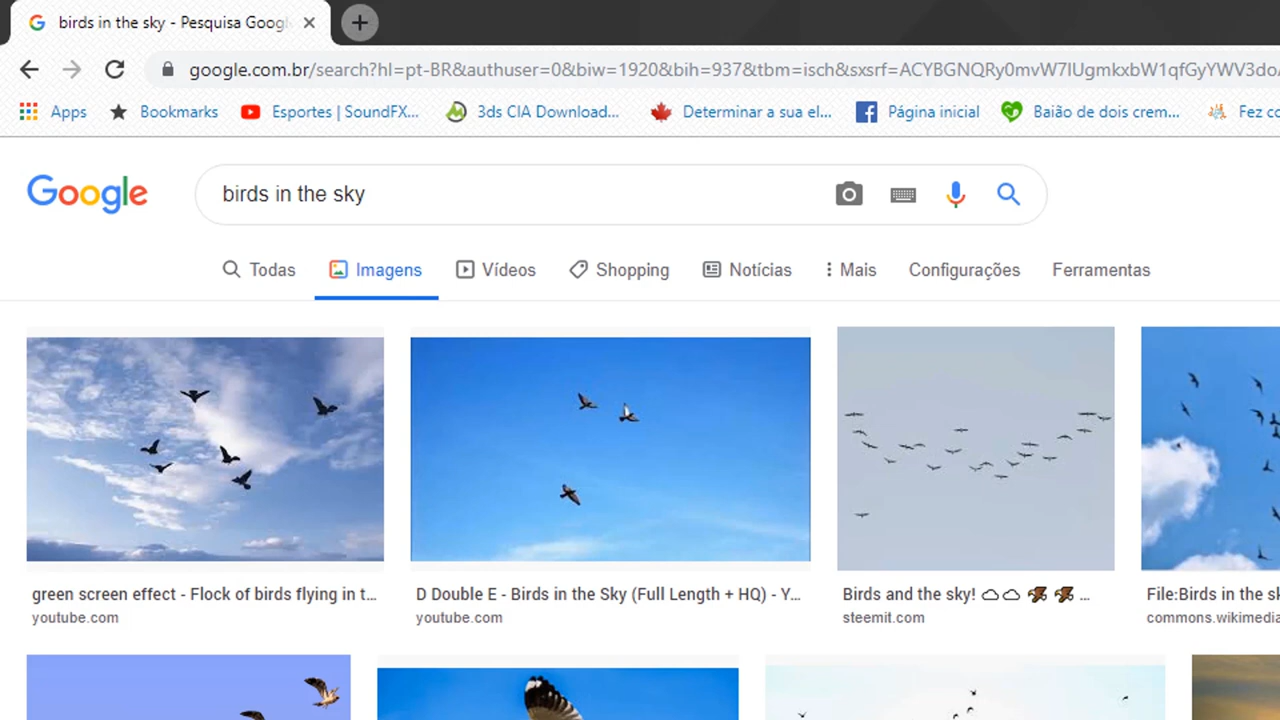 birds in the sky - Pesquisa Googl
google.com.br/search?hl=pt-BR&authuser=0&biw=1920&bih=937&tbm=isch&sxsrf=ACYBGNQRy0mvW7IUgmkxbW1qfGyYWV3do
Apps Bookmarks Esportes | SoundFX... 3ds CIA Download... Determinar a sua el... Página inicial Baião de dois crem... Fez co
Google birds in the sky
Todas Imagens Vídeos Shopping Notícias Mais Configurações Ferramentas
green screen effect - Flock of birds flying in t... D Double E - Birds in the Sky (Full Length + HQ) - Y... Birds and the sky! ... File:Birds in the sk
youtube.com youtube.com steemit.com commons.wikimedia